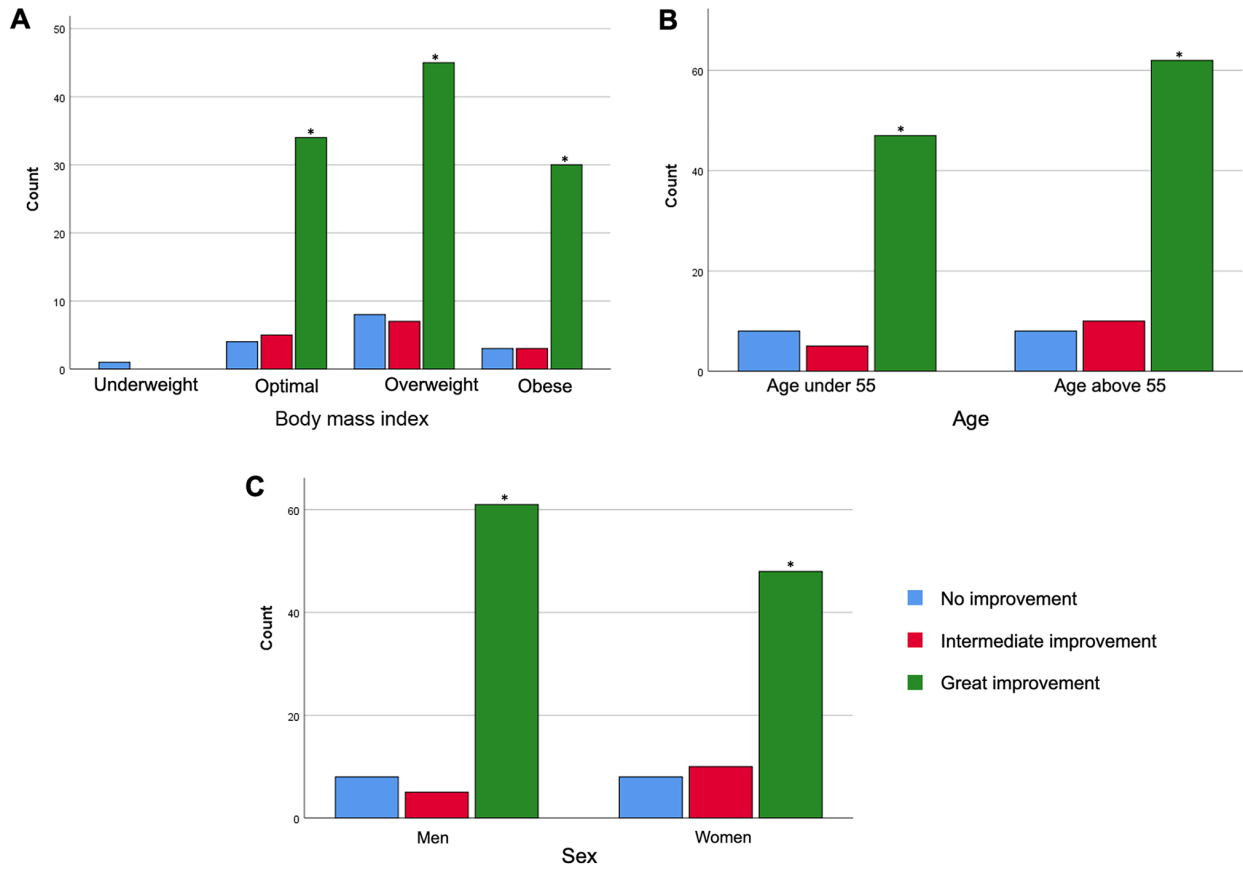 A
50
40
30
20
10
0
Count
* * *
Underweight Optimal Overweight Obese
Body mass index
B
60
40
20
0
Count
* *
Age under 55 Age above 55
Age
C
60
40
20
0
Count
* *
Men Women
Sex
No improvement
Intermediate improvement
Great improvement